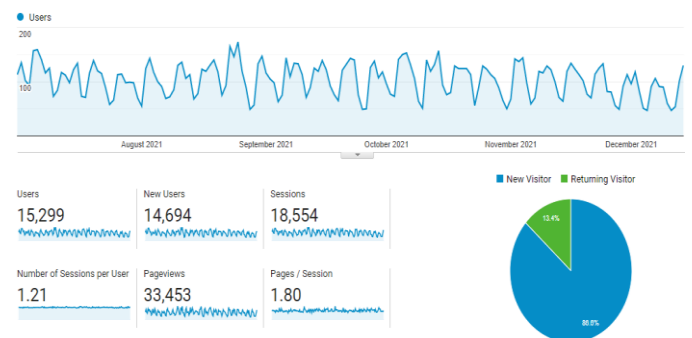 Users
200
100
August 2021 September 2021 October 2021 November 2021 December 2021
New Visitor Returning Visitor
Users New Users Sessions
15,299 14,694 18,554
Number of Sessions per User Pageviews Pages / Session
1.21 33,453 1.80
13.4%
86.6%